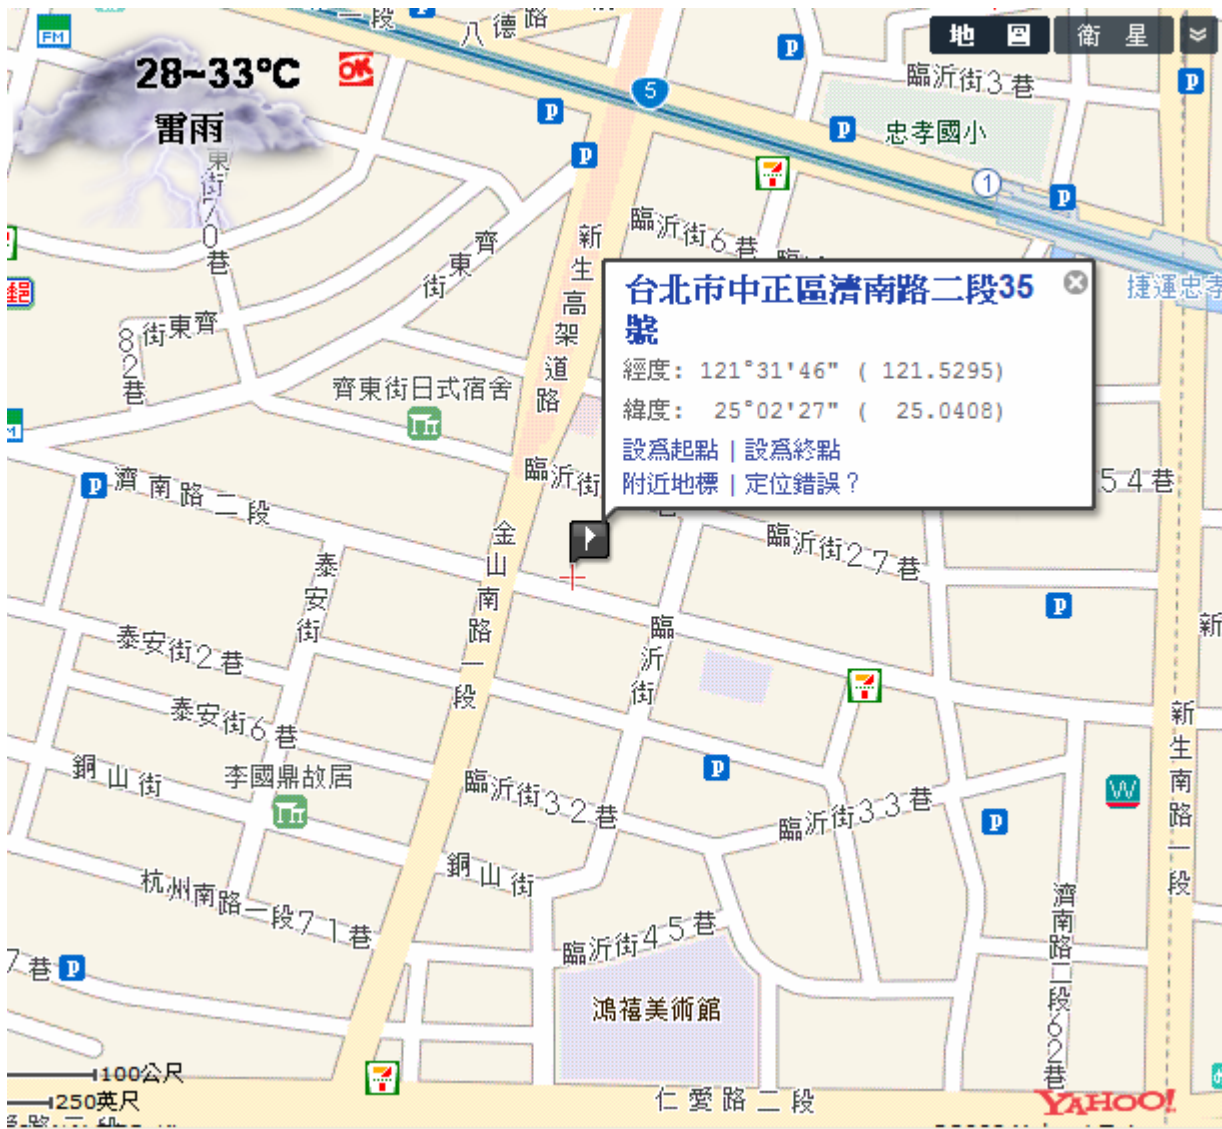 八德路
地圖
衛星
FM
28~33°C
OK
雷雨
5
臨沂街3巷
忠孝國小
1
東街70巷
臨沂街6巷
新生高架道路
齊東街
郵
捷運忠孝
台北市中正區濟南路二段35
號
經度: 121°31'46" ( 121.5295)
緯度: 25°02'27" ( 25.0408)
設為起點 | 設為終點
附近地標 | 定位錯誤？
齊東街82巷
齊東街日式宿舍
臨沂街
54巷
濟南路二段
金山南路一段
臨沂街27巷
泰安街
臨沂街
泰安街2巷
泰安街6巷
新生南路一段
銅山街
李國鼎故居
臨沂街32巷
臨沂街33巷
銅山街
杭州南路一段71巷
濟南路二段62巷
臨沂街45巷
7巷
鴻禧美術館
100公尺
250英尺
仁愛路二段
YAHOO!